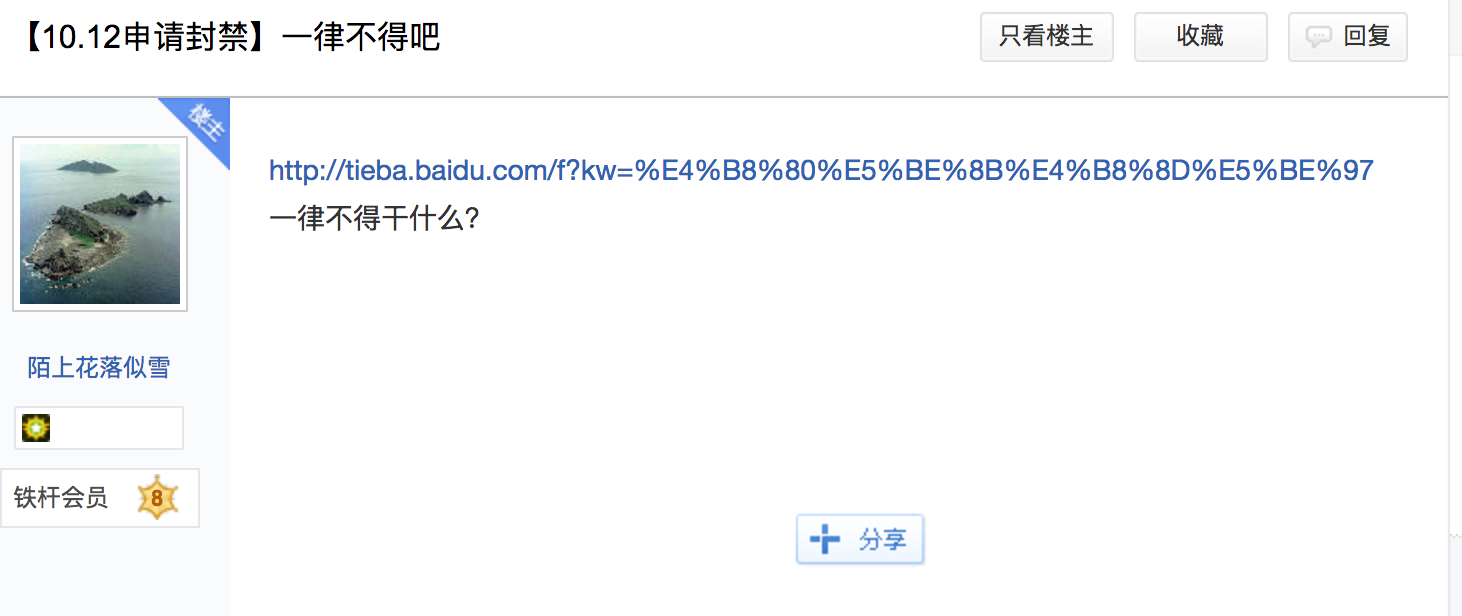 【10.12申请封禁】一律不得吧
只看楼主
收藏
回复
楼主
http://tieba.baidu.com/f?kw=%E4%B8%80%E5%BE%8B%E4%B8%8D%E5%BE%97
一律不得干什么?
陌上花落似雪
铁杆会员 8
分享